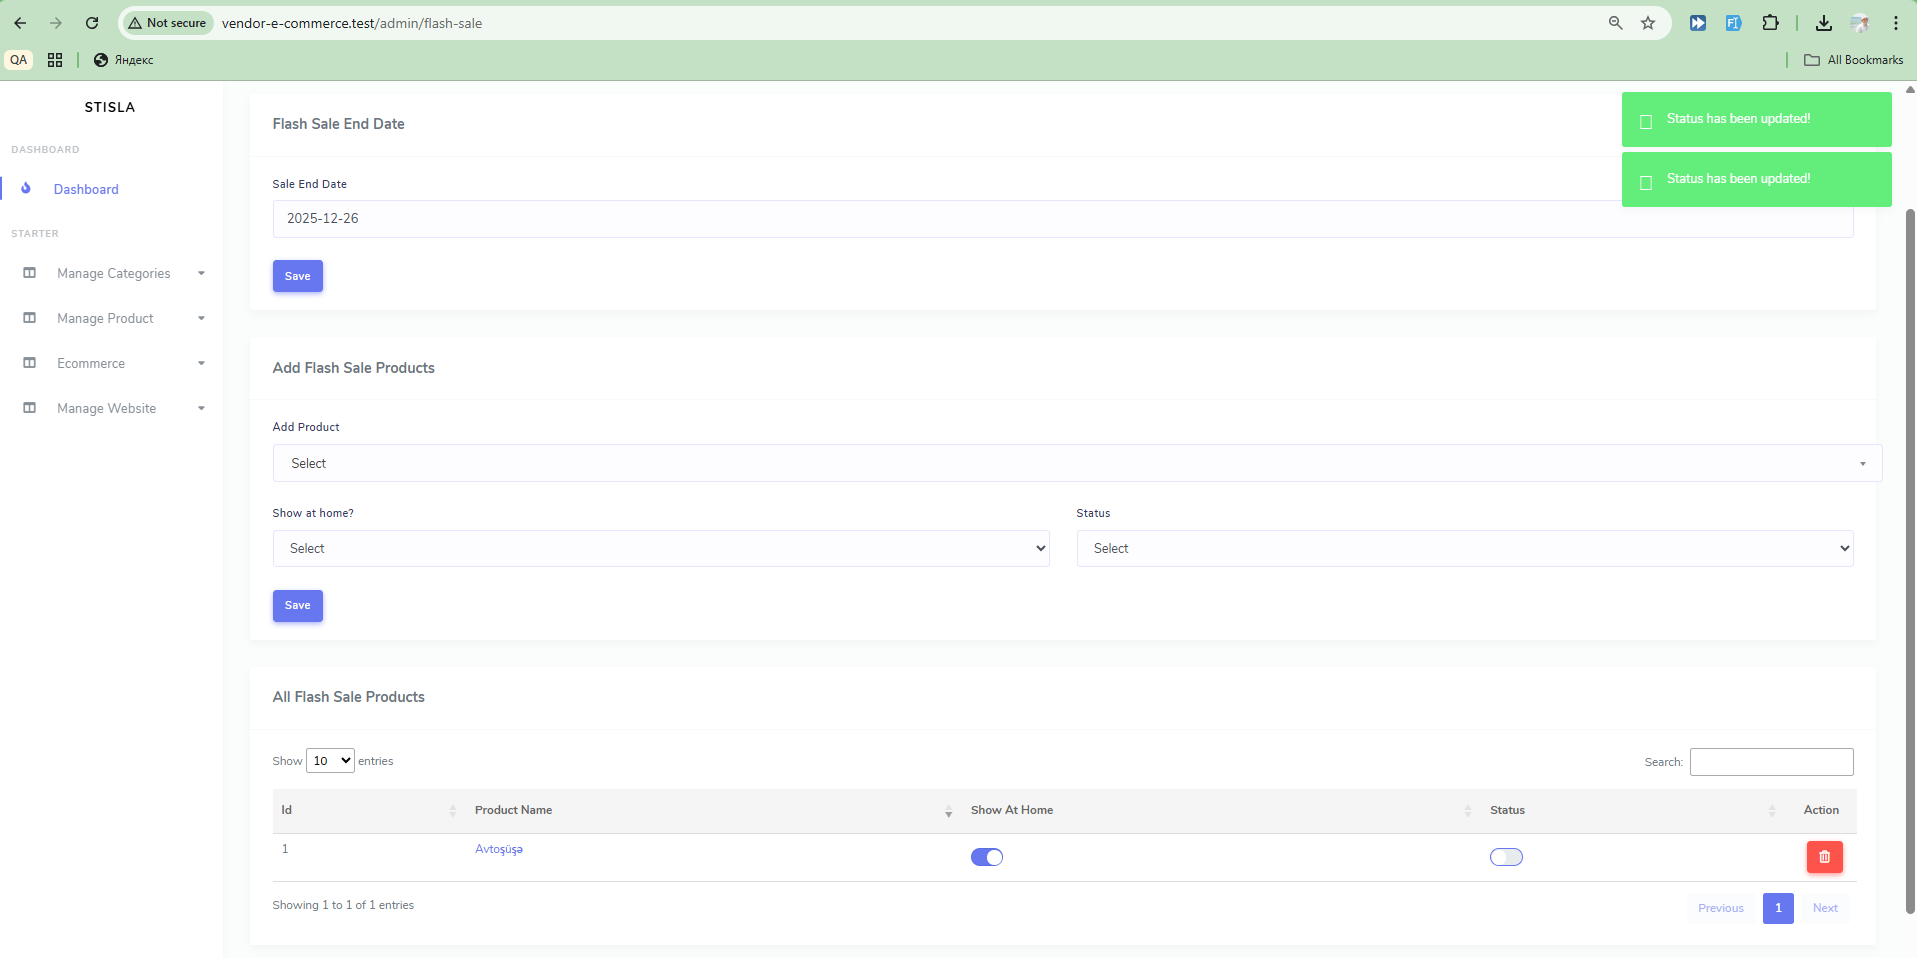 Not secure
vendor-e-commerce.test/admin/flash-sale
QA
Яндекс
All Bookmarks
STISLA
DASHBOARD
Dashboard
STARTER
Manage Categories
Manage Product
Ecommerce
Manage Website
Status has been updated!
Status has been updated!
Flash Sale End Date
Sale End Date
2025-12-26
Save
Add Flash Sale Products
Add Product
Select
Show at home?
Status
Select
Select
Save
All Flash Sale Products
Show 10 entries
Search:
Id Product Name Show At Home Status Action
1 Avtoşüşə
Showing 1 to 1 of 1 entries
Previous 1 Next